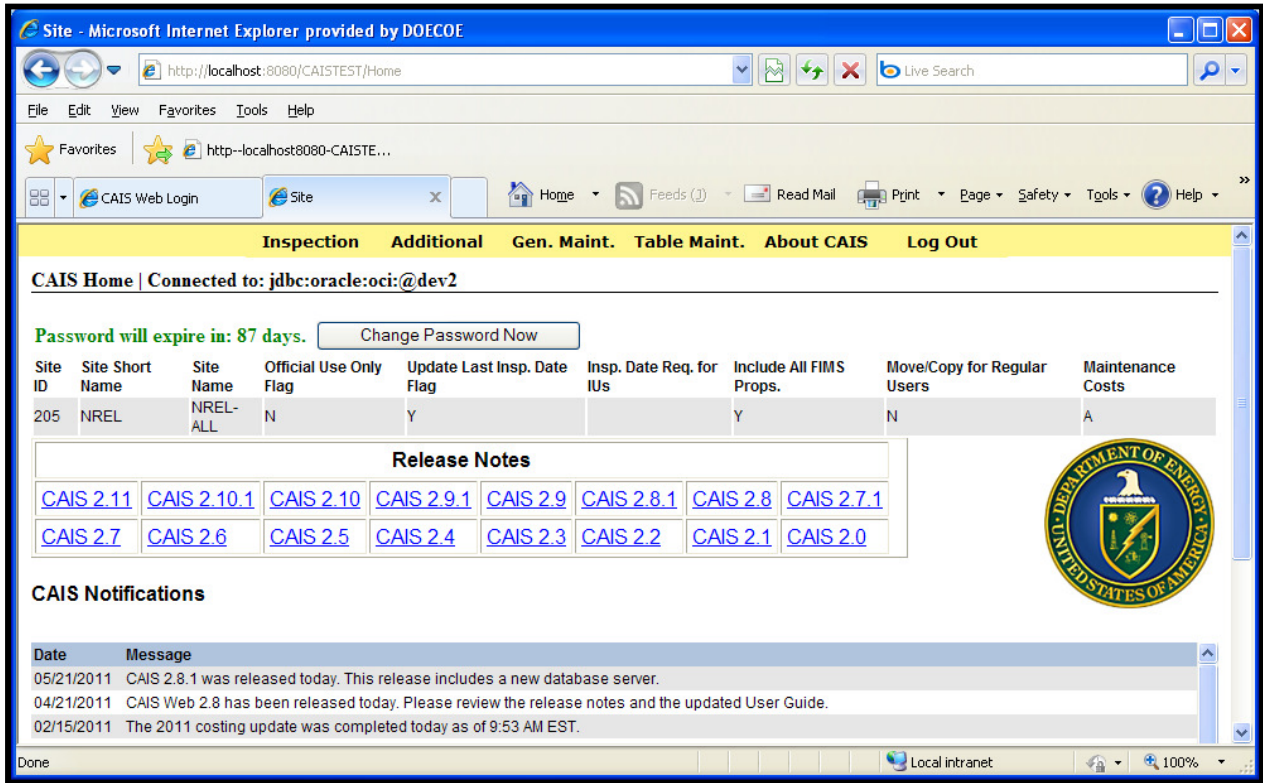 Site - Microsoft Internet Explorer provided by DOECOE
http://localhost:8080/CAISTEST/Home
Live Search
File Edit View Favorites Tools Help
Favorites http--localhost8080-CAISTE...
CAIS Web Login Site Home Feeds (J) Read Mail Print Page Safety Tools Help »
Inspection Additional Gen. Maint. Table Maint. About CAIS Log Out
CAIS Home | Connected to: jdbc:oracle:oci:@dev2
Password will expire in: 87 days. Change Password Now
Site ID Site Short Name Site Name Official Use Only Flag Update Last Insp. Date Flag Insp. Date Req. for IUs Include All FIMS Props. Move/Copy for Regular Users Maintenance Costs
205 NREL NREL-ALL N Y Y N A
Release Notes
CAIS 2.11 CAIS 2.10.1 CAIS 2.10 CAIS 2.9.1 CAIS 2.9 CAIS 2.8.1 CAIS 2.8 CAIS 2.7.1
CAIS 2.7 CAIS 2.6 CAIS 2.5 CAIS 2.4 CAIS 2.3 CAIS 2.2 CAIS 2.1 CAIS 2.0
DEPARTMENT OF ENERGY
UNITED STATES OF AMERICA
CAIS Notifications
Date Message
05/21/2011 CAIS 2.8.1 was released today. This release includes a new database server.
04/21/2011 CAIS Web 2.8 has been released today. Please review the release notes and the updated User Guide.
02/15/2011 The 2011 costing update was completed today as of 9:53 AM EST.
Done Local intranet 100%